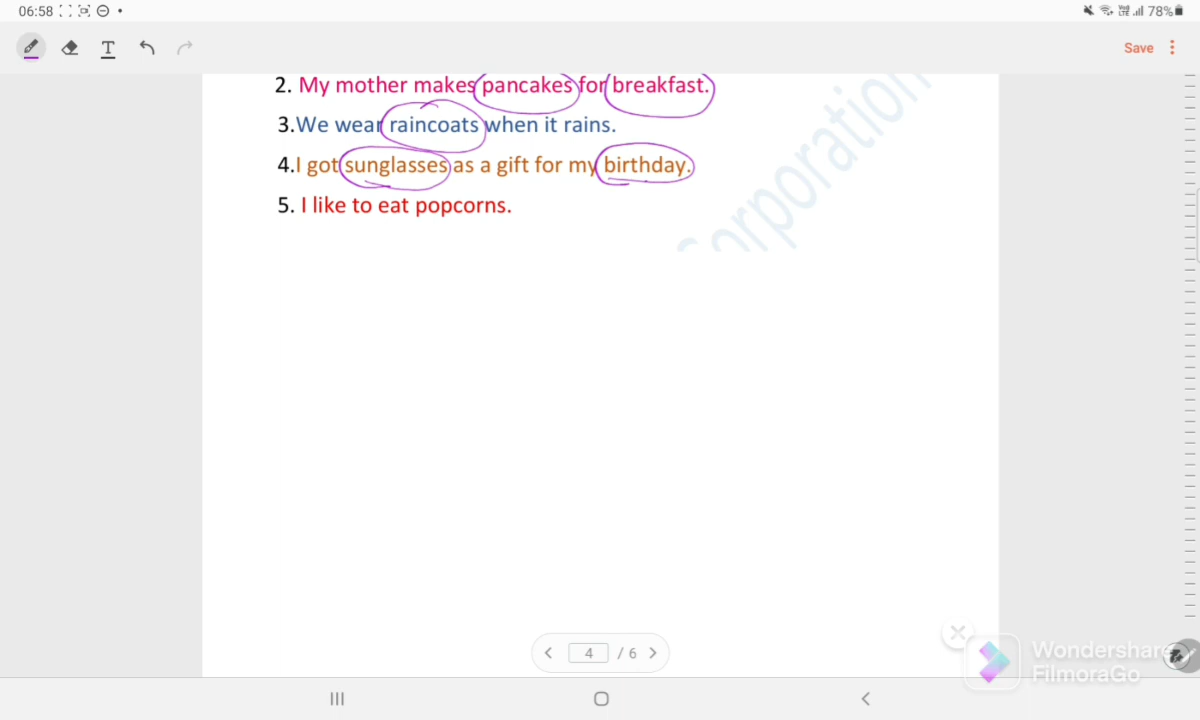 06:58
78%
Save
2. My mother makes pancakes for breakfast.
3.We wear raincoats when it rains.
4.I got sunglasses as a gift for my birthday.
5. I like to eat popcorns.
Corporation
4 / 6
Wondershare
FilmoraGo